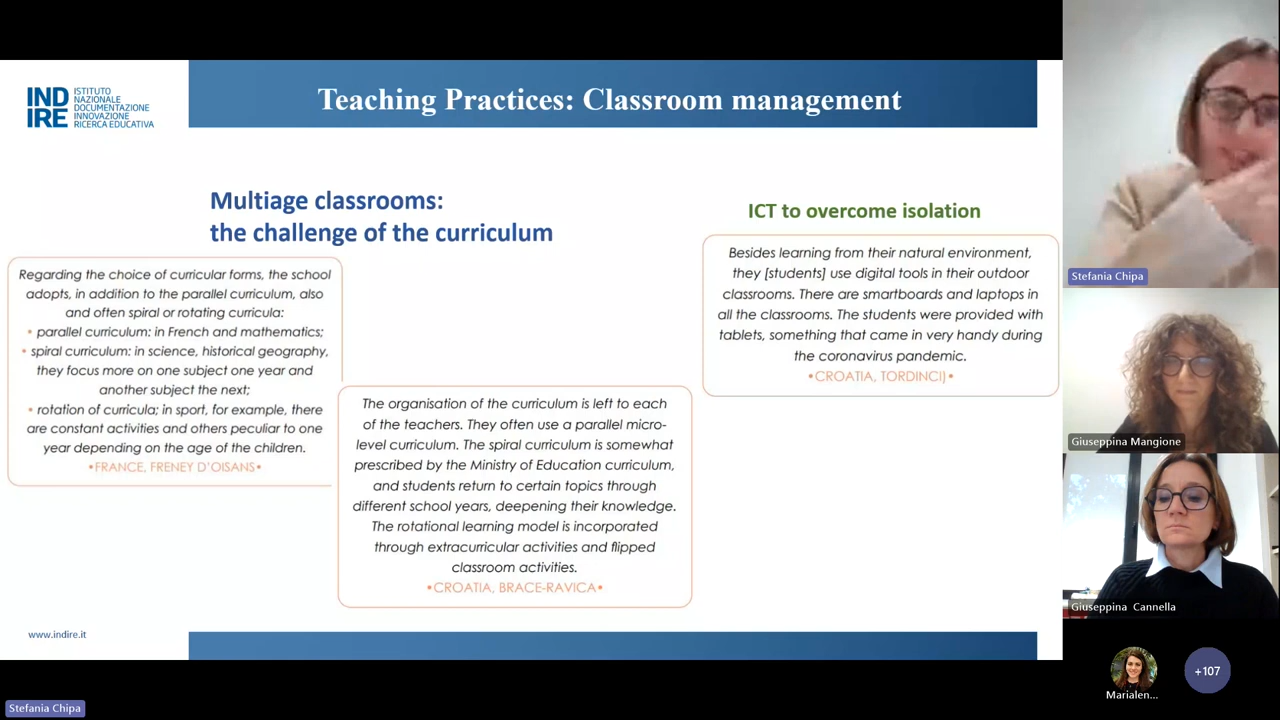 IND
IRE
ISTITUTO
NAZIONALE
DOCUMENTAZIONE
INNOVAZIONE
RICERCA EDUCATIVA
Teaching Practices: Classroom management
Multiage classrooms:
the challenge of the curriculum
Regarding the choice of curricular forms, the school
adopts, in addition to the parallel curriculum, also
and often spiral or rotating curricula:
• parallel curriculum: in French and mathematics;
• spiral curriculum: in science, historical geography,
they focus more on one subject one year and
another subject the next;
• rotation of curricula; in sport, for example, there
are constant activities and others peculiar to one
year depending on the age of the children.
•FRANCE, FRENEY D'OISANS•
The organisation of the curriculum is left to each
of the teachers. They often use a parallel micro-
level curriculum. The spiral curriculum is somewhat
prescribed by the Ministry of Education curriculum,
and students return to certain topics through
different school years, deepening their knowledge.
The rotational learning model is incorporated
through extracurricular activities and flipped
classroom activities.
•CROATIA, BRACE-RAVICA•
ICT to overcome isolation
Besides learning from their natural environment,
they [students] use digital tools in their outdoor
classrooms. There are smartboards and laptops in
all the classrooms. The students were provided with
tablets, something that came in very handy during
the coronavirus pandemic.
•CROATIA, TORDINCI)•
www.indire.it
Stefania Chipa
Giuseppina Mangione
Giuseppina Cannella
Marialen...
+107
Stefania Chipa